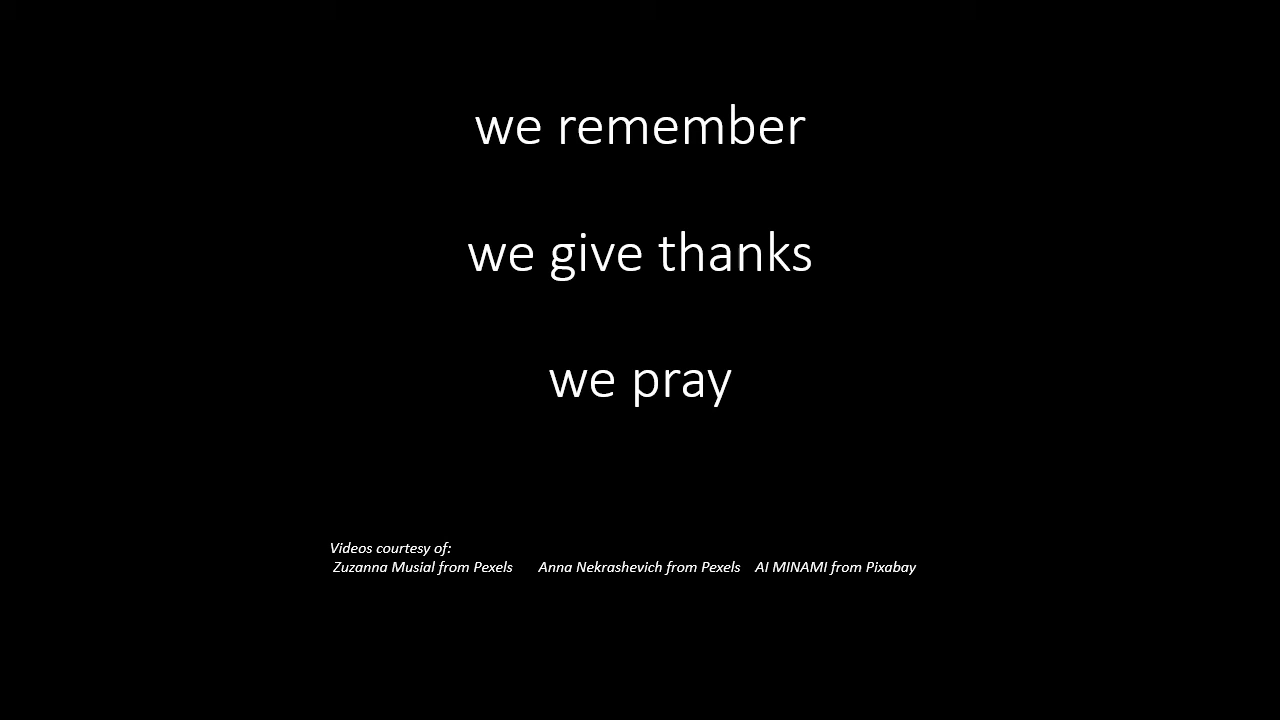 we remember
we give thanks
we pray
Videos courtesy of:
Zuzanna Musial from Pexels Anna Nekrashevich from Pexels AI MINAMI from Pixabay